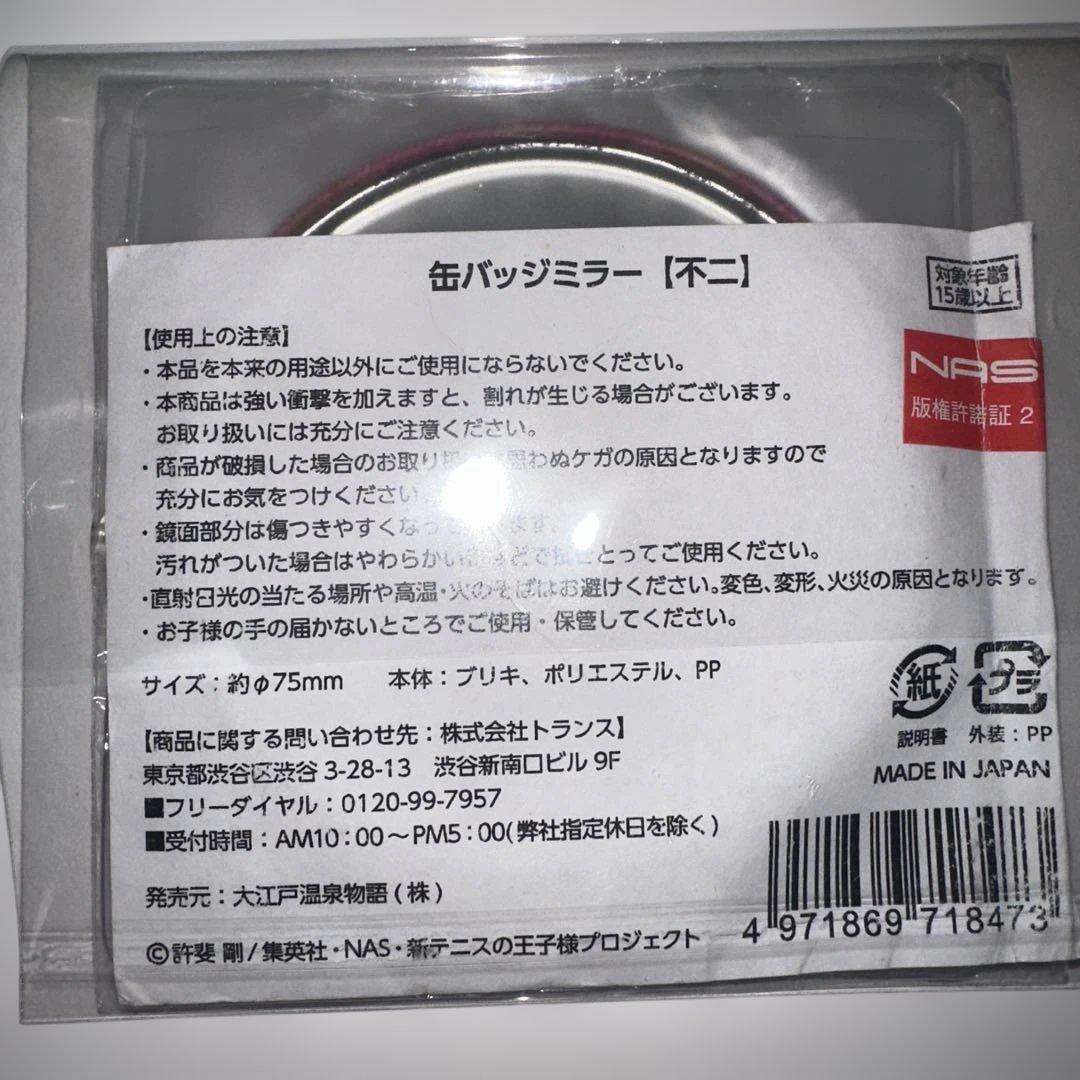 缶バッジミラー【不二】
対象年齢
15歳以上
NAS
版権許諾証 2
【使用上の注意】
・本品を本来の用途以外にご使用にならないでください。
・本商品は強い衝撃を加えますと、割れが生じる場合がございます。
お取り扱いには充分にご注意ください。
・商品が破損した場合のお取り扱いは思わぬケガの原因となりますので
充分にお気をつけください
・鏡面部分は傷つきやすくなって
ます。
汚れがついた場合はやわらかい
などで拭きとってご使用ください。
・直射日光の当たる場所や高温・火のそばはお避けください。変色、変形、火災の原因となります。
・お子様の手の届かないところでご使用・保管してください。
サイズ：約φ75mm 本体：ブリキ、ポリエステル、PP
紙
プラ
説明書 外装：PP
MADE IN JAPAN
【商品に関する問い合わせ先：株式会社トランス】
東京都渋谷区渋谷 3-28-13 渋谷新南口ビル 9F
■フリーダイヤル：0120-99-7957
■受付時間：AM10：00～PM5：00(弊社指定休日を除く)
発売元：大江戸温泉物語(株)
©許斐 剛/集英社・NAS・新テニスの王子様プロジェクト
4 971869 718473